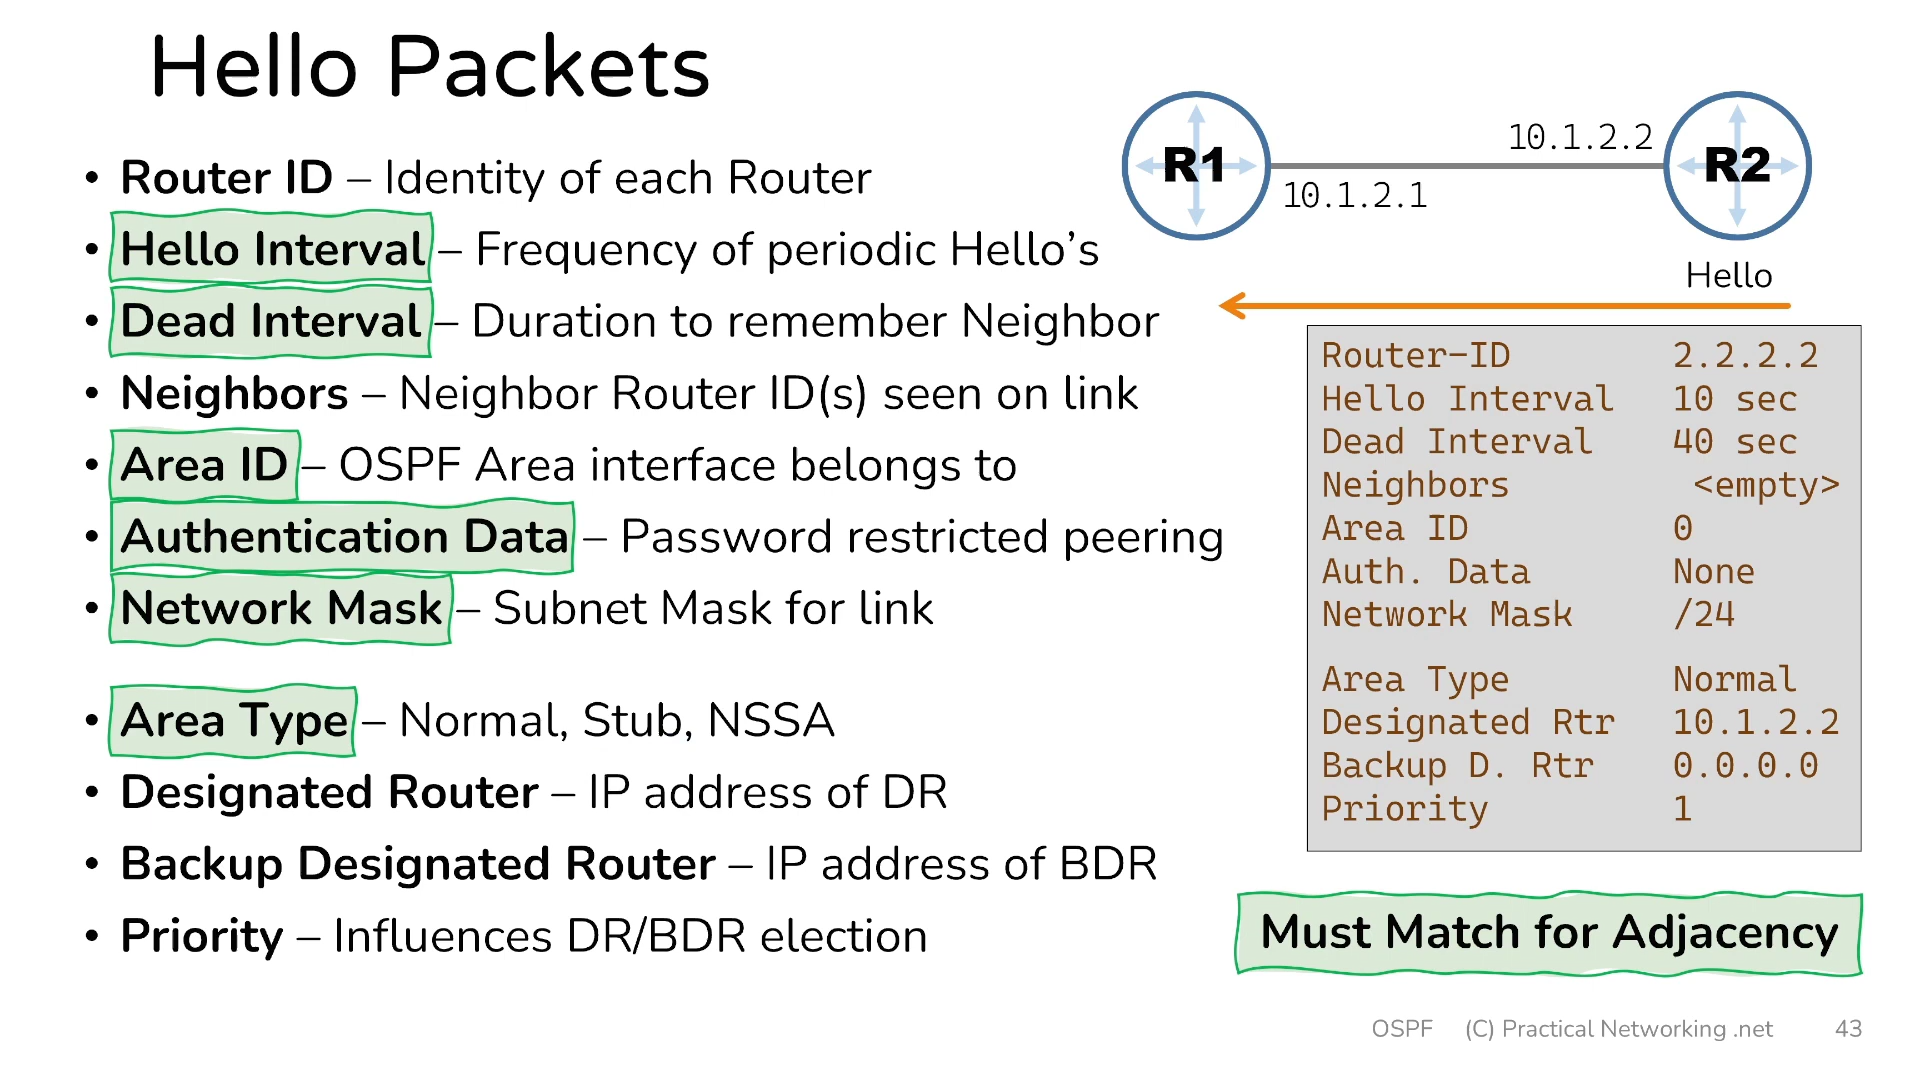 Hello Packets
• Router ID – Identity of each Router
• Hello Interval – Frequency of periodic Hello’s
• Dead Interval – Duration to remember Neighbor
• Neighbors – Neighbor Router ID(s) seen on link
• Area ID – OSPF Area interface belongs to
• Authentication Data – Password restricted peering
• Network Mask – Subnet Mask for link
• Area Type – Normal, Stub, NSSA
• Designated Router – IP address of DR
• Backup Designated Router – IP address of BDR
• Priority – Influences DR/BDR election
R1
10.1.2.1
10.1.2.2
R2
Hello
Router-ID 2.2.2.2
Hello Interval 10 sec
Dead Interval 40 sec
Neighbors <empty>
Area ID 0
Auth. Data None
Network Mask /24
Area Type Normal
Designated Rtr 10.1.2.2
Backup D. Rtr 0.0.0.0
Priority 1
Must Match for Adjacency
OSPF (C) Practical Networking .net 43